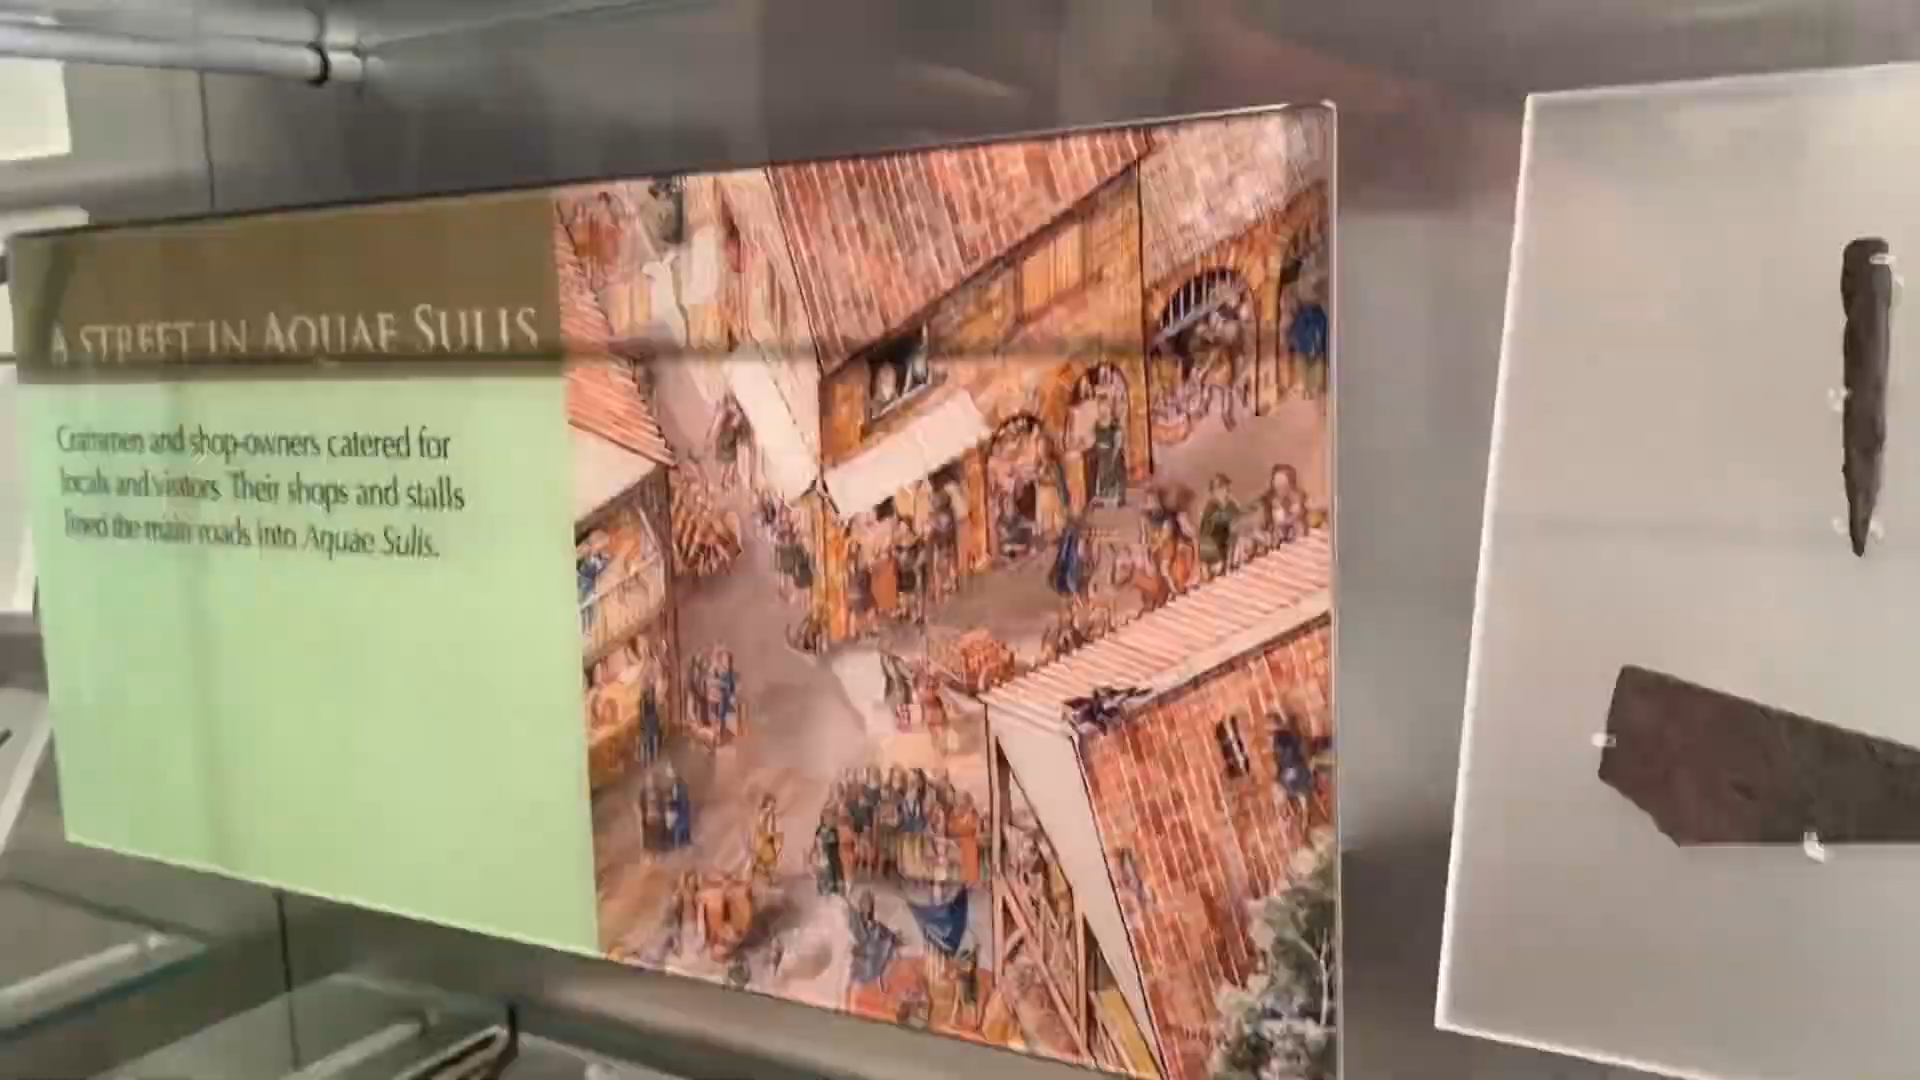 A STREET IN AQUAE SULIS
Craftsmen and shop-owners catered for
locals and visitors. Their shops and stalls
lined the main roads into Aquae Sulis.